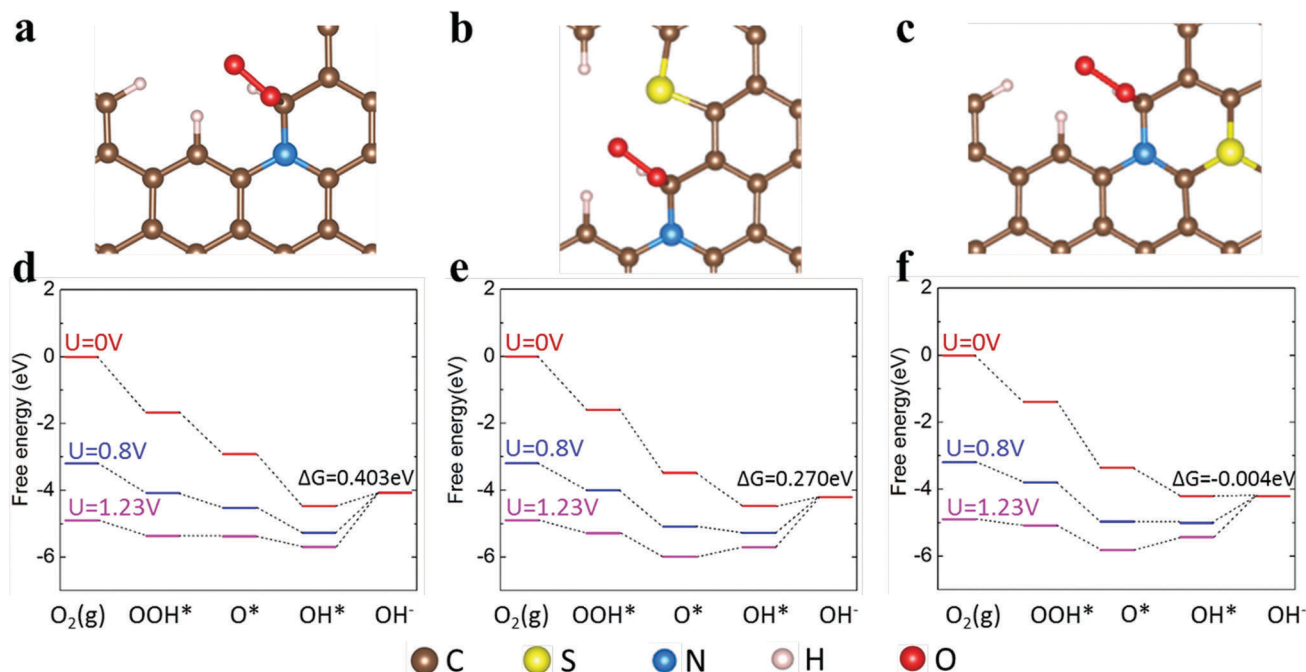 a
b
c
d
2
0
-2
-4
-6
Free energy (eV)
U=0V
U=0.8V
U=1.23V
ΔG=0.403eV
O₂(g) OOH* O* OH* OH⁻
e
2
0
-2
-4
-6
Free energy(eV)
U=0V
U=0.8V
U=1.23V
ΔG=0.270eV
O₂(g) OOH* O* OH* OH⁻
f
2
0
-2
-4
-6
Free energy(eV)
U=0V
U=0.8V
U=1.23V
ΔG=-0.004eV
O₂(g) OOH* O* OH* OH⁻
C S N H O